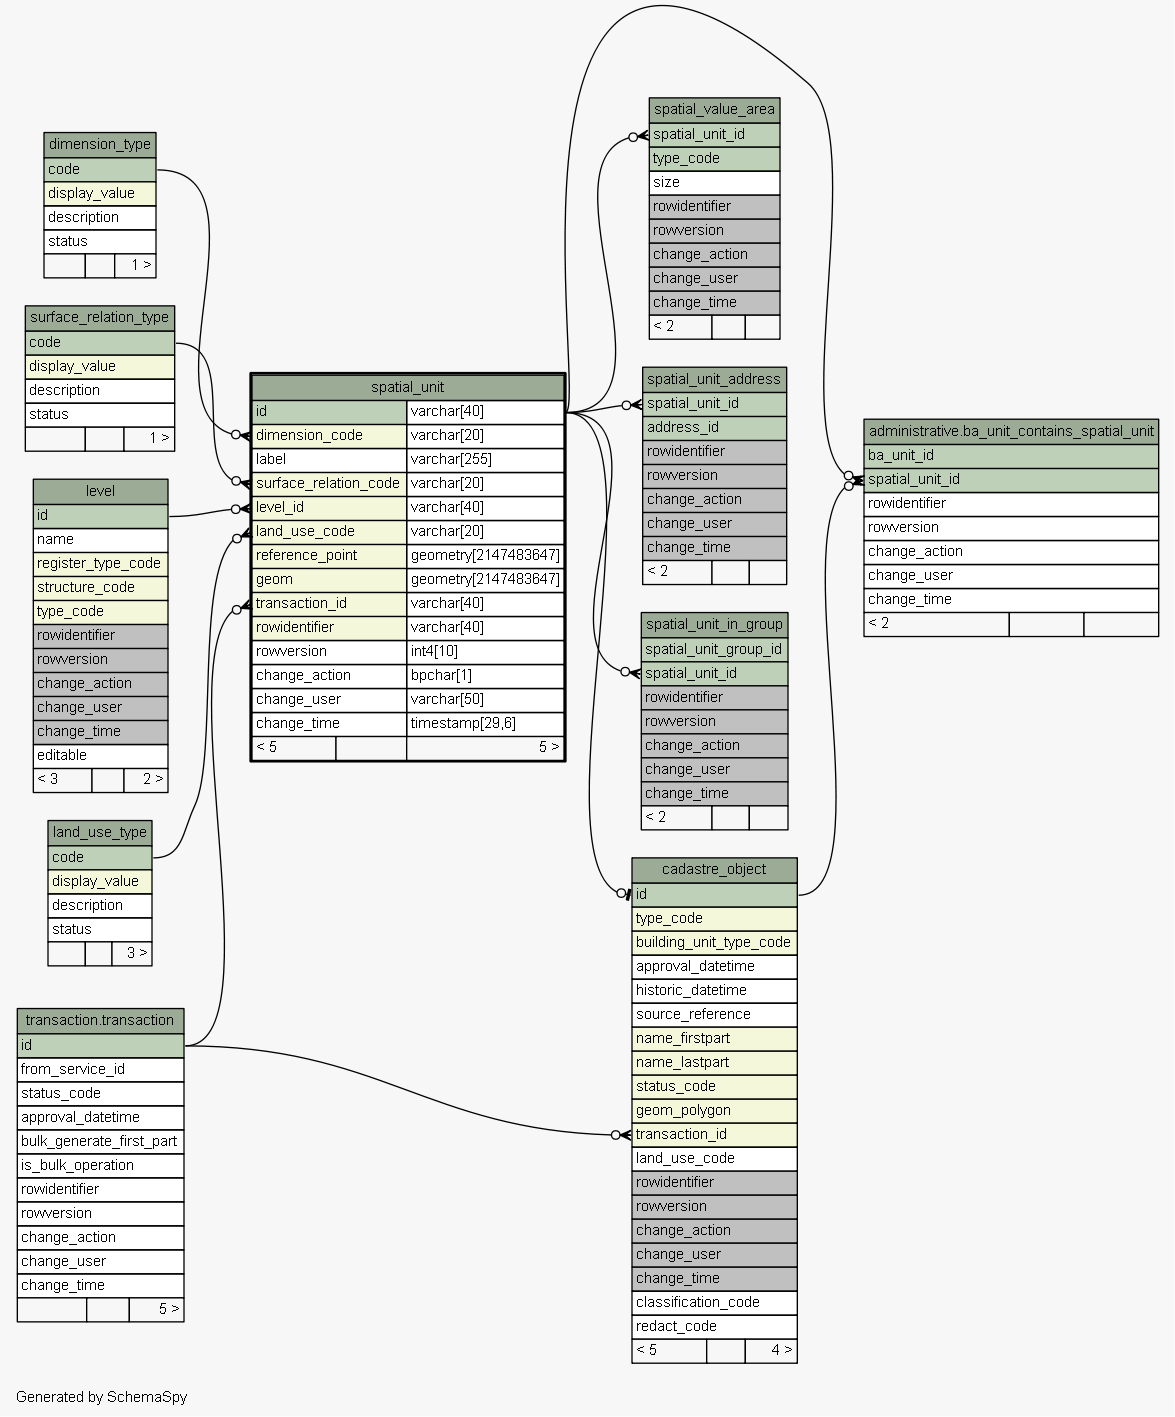 dimension_type
code
display_value
description
status
1 >
surface_relation_type
code
display_value
description
status
1 >
level
id
name
register_type_code
structure_code
type_code
rowidentifier
rowversion
change_action
change_user
change_time
editable
< 3 2 >
land_use_type
code
display_value
description
status
3 >
transaction.transaction
id
from_service_id
status_code
approval_datetime
bulk_generate_first_part
is_bulk_operation
rowidentifier
rowversion
change_action
change_user
change_time
5 >
spatial_unit
id varchar[40]
dimension_code varchar[20]
label varchar[255]
surface_relation_code varchar[20]
level_id varchar[40]
land_use_code varchar[20]
reference_point geometry[2147483647]
geom geometry[2147483647]
transaction_id varchar[40]
rowidentifier varchar[40]
rowversion int4[10]
change_action bpchar[1]
change_user varchar[50]
change_time timestamp[29,6]
< 5 5 >
spatial_value_area
spatial_unit_id
type_code
size
rowidentifier
rowversion
change_action
change_user
change_time
< 2
spatial_unit_address
spatial_unit_id
address_id
rowidentifier
rowversion
change_action
change_user
change_time
< 2
spatial_unit_in_group
spatial_unit_group_id
spatial_unit_id
rowidentifier
rowversion
change_action
change_user
change_time
< 2
cadastre_object
id
type_code
building_unit_type_code
approval_datetime
historic_datetime
source_reference
name_firstpart
name_lastpart
status_code
geom_polygon
transaction_id
land_use_code
rowidentifier
rowversion
change_action
change_user
change_time
classification_code
redact_code
< 5 4 >
administrative.ba_unit_contains_spatial_unit
ba_unit_id
spatial_unit_id
rowidentifier
rowversion
change_action
change_user
change_time
< 2
Generated by SchemaSpy